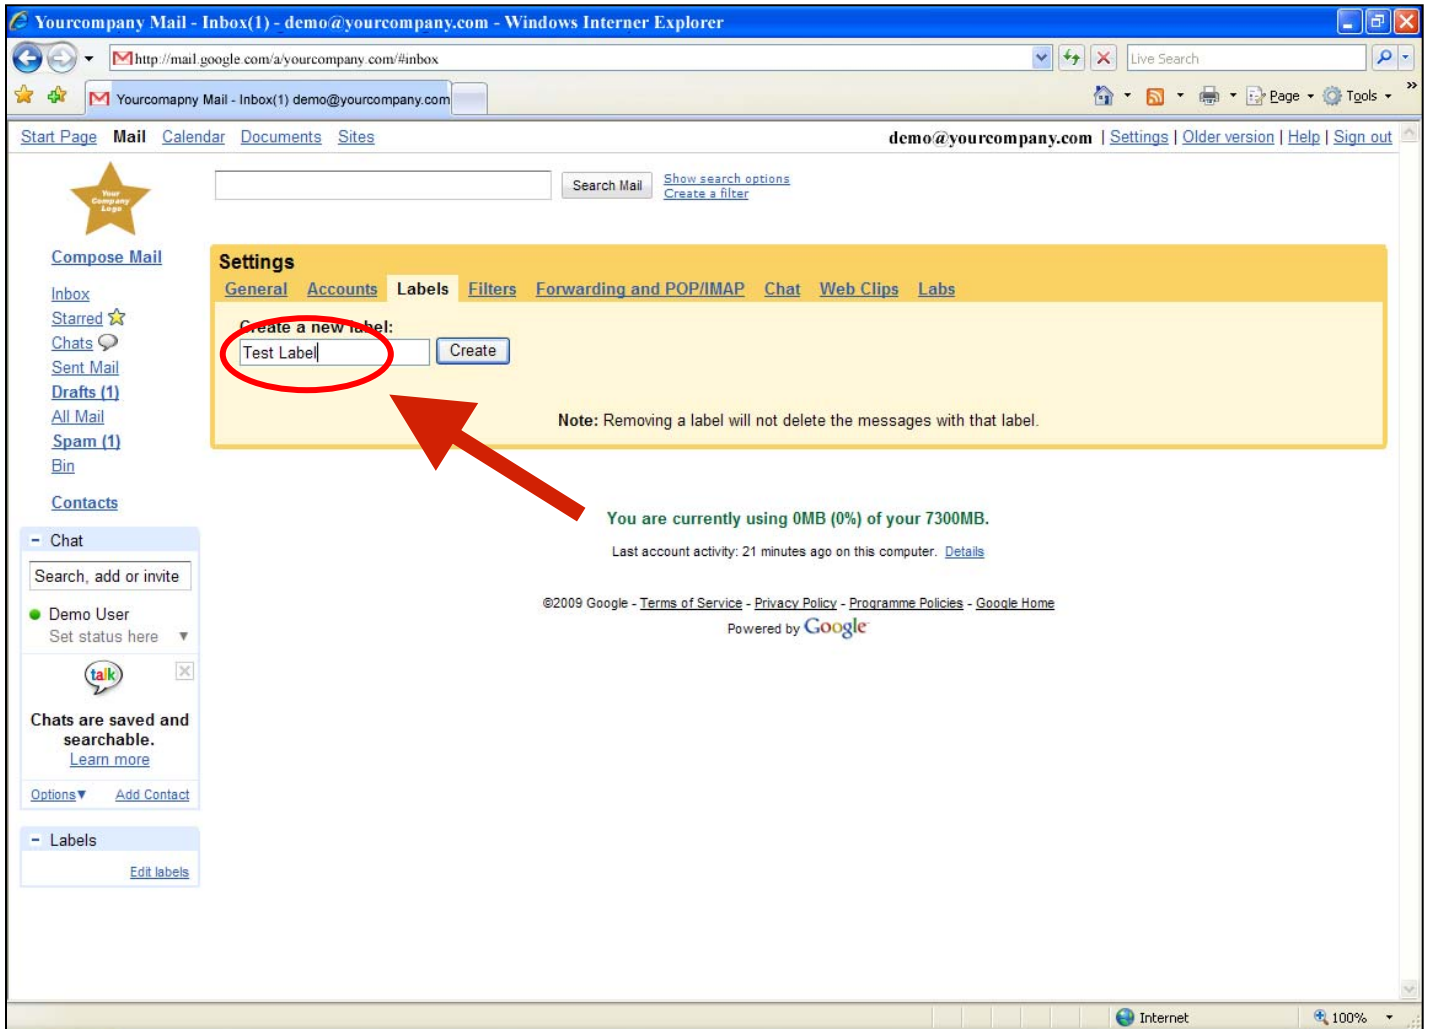 Yourcompany Mail - Inbox(1) - demo@yourcompany.com - Windows Interner Explorer
http://mail.google.com/a/yourcompany.com/#inbox
Live Search
Yourcomapny Mail - Inbox(1) demo@yourcompany.com
Page
Tools
»
Start Page Mail Calendar Documents Sites
demo@yourcompany.com | Settings | Older version | Help | Sign out
Your
Company
Logo
Search Mail
Show search options
Create a filter
Compose Mail
Inbox
Starred
Chats
Sent Mail
Drafts (1)
All Mail
Spam (1)
Bin
Contacts
Settings
General Accounts Labels Filters Forwarding and POP/IMAP Chat Web Clips Labs
Create a new label:
Test Label
Create
Note: Removing a label will not delete the messages with that label.
You are currently using 0MB (0%) of your 7300MB.
Last account activity: 21 minutes ago on this computer. Details
©2009 Google - Terms of Service - Privacy Policy - Programme Policies - Google Home
Powered by Google
− Chat
Search, add or invite
Demo User
Set status here
talk
Chats are saved and
searchable.
Learn more
Options▼ Add Contact
− Labels
Edit labels
Internet
100%